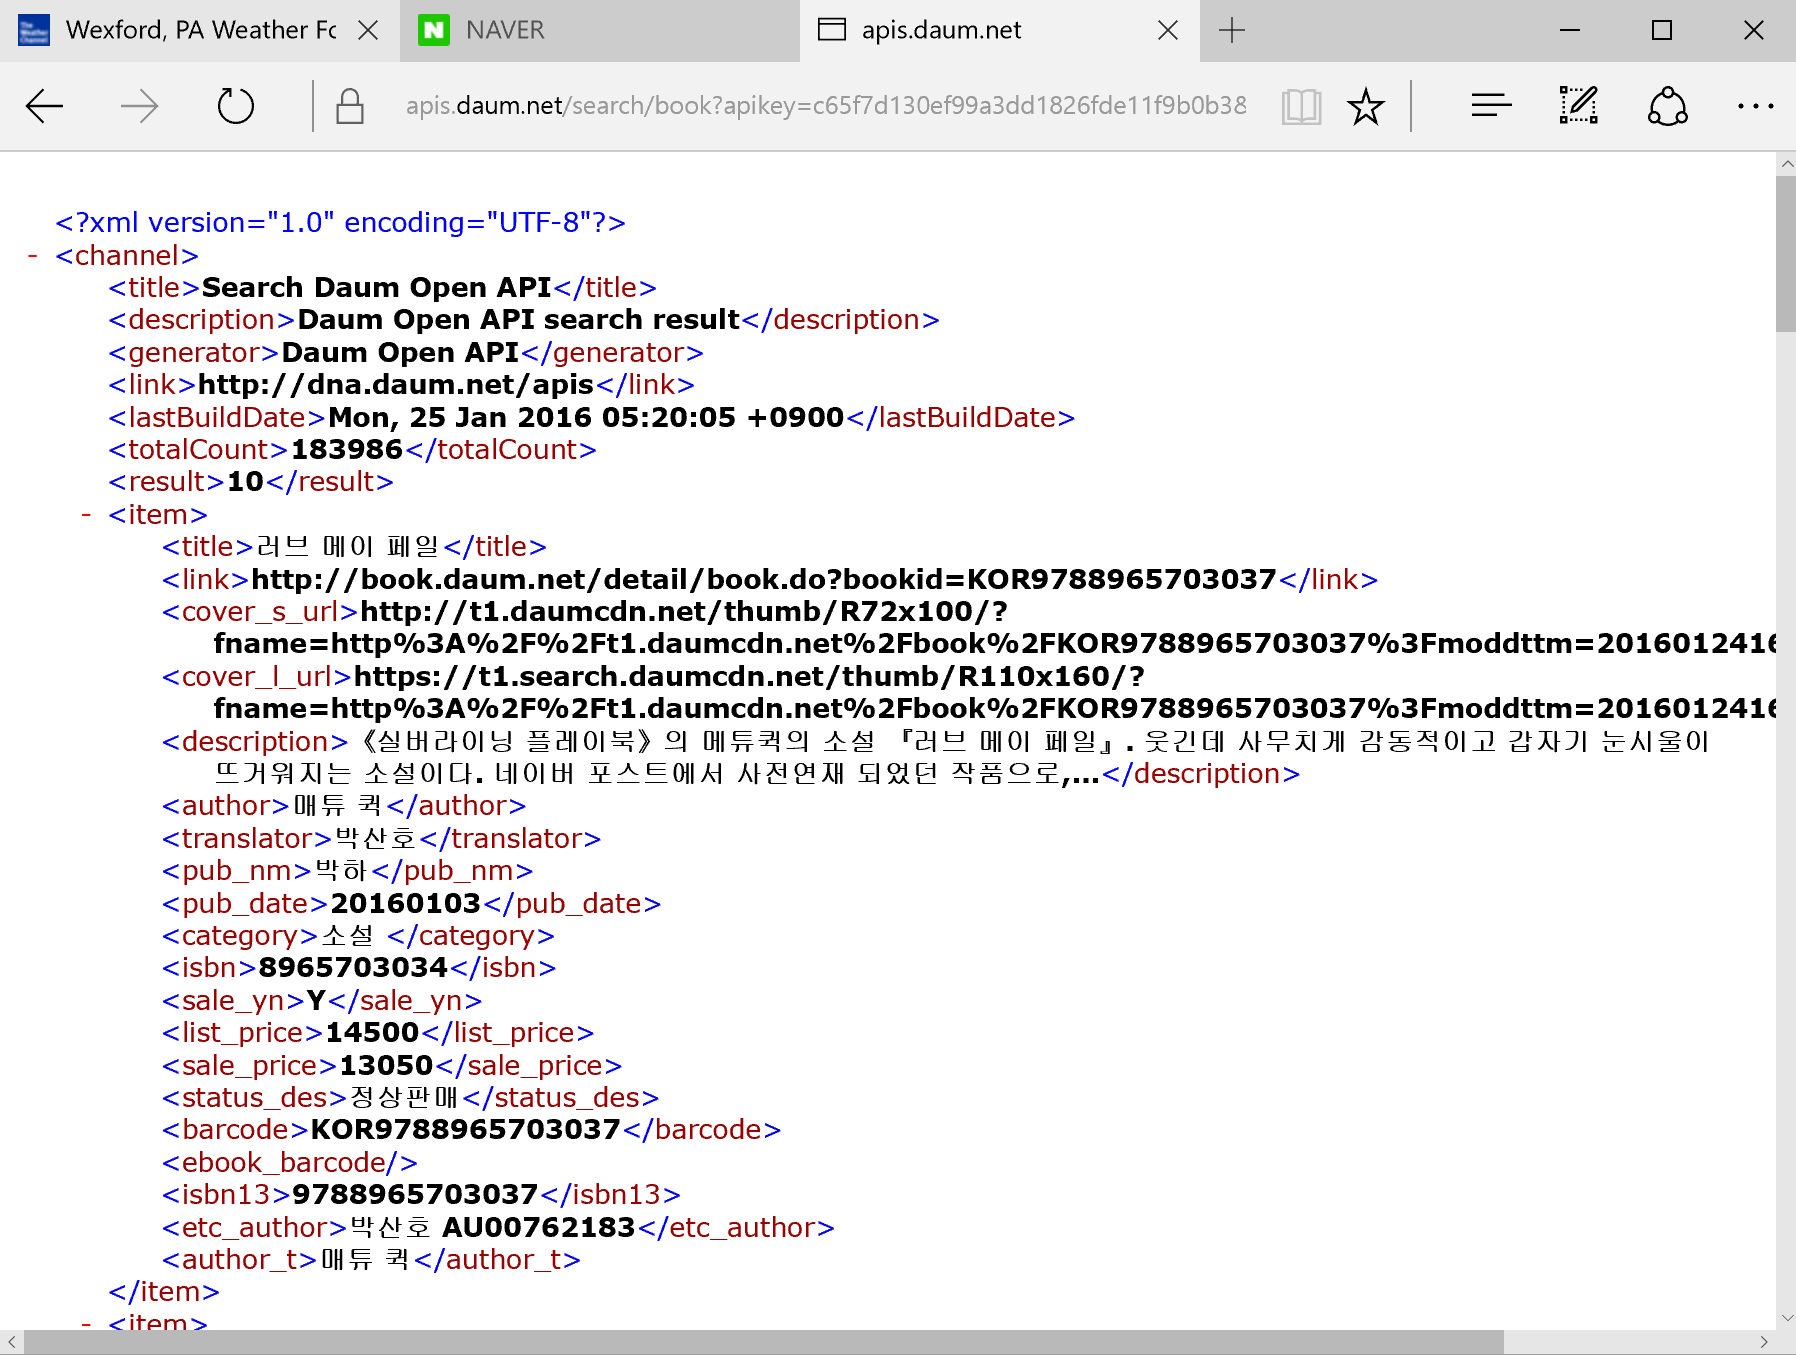 Wexford, PA Weather Fo
NAVER
apis.daum.net
apis.daum.net/search/book?apikey=c65f7d130ef99a3dd1826fde11f9b0b38
<?xml version="1.0" encoding="UTF-8"?>
- <channel>
<title>Search Daum Open API</title>
<description>Daum Open API search result</description>
<generator>Daum Open API</generator>
<link>http://dna.daum.net/apis</link>
<lastBuildDate>Mon, 25 Jan 2016 05:20:05 +0900</lastBuildDate>
<totalCount>183986</totalCount>
<result>10</result>
- <item>
<title>러브 메이 페일</title>
<link>http://book.daum.net/detail/book.do?bookid=KOR9788965703037</link>
<cover_s_url>http://t1.daumcdn.net/thumb/R72x100/?
fname=http%3A%2F%2Ft1.daumcdn.net%2Fbook%2FKOR9788965703037%3Fmoddttm=2016012416
<cover_l_url>https://t1.search.daumcdn.net/thumb/R110x160/?
fname=http%3A%2F%2Ft1.daumcdn.net%2Fbook%2FKOR9788965703037%3Fmoddttm=2016012416
<description>《실버라이닝 플레이북》의 메튜퀵의 소설 『러브 메이 페일』. 웃긴데 사무치게 감동적이고 갑자기 눈시울이
뜨거워지는 소설이다. 네이버 포스트에서 사전연재 되었던 작품으로,...</description>
<author>매튜 퀵</author>
<translator>박산호</translator>
<pub_nm>박하</pub_nm>
<pub_date>20160103</pub_date>
<category>소설 </category>
<isbn>8965703034</isbn>
<sale_yn>Y</sale_yn>
<list_price>14500</list_price>
<sale_price>13050</sale_price>
<status_des>정상판매</status_des>
<barcode>KOR9788965703037</barcode>
<ebook_barcode/>
<isbn13>9788965703037</isbn13>
<etc_author>박산호 AU00762183</etc_author>
<author_t>매튜 퀵</author_t>
</item>
- <item>